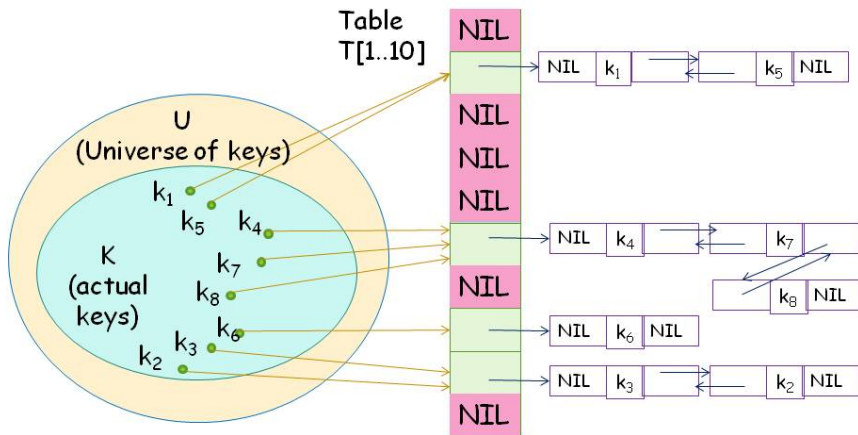 Table
T[1..10]
NIL
NIL k₁ k₅ NIL
NIL
NIL
NIL
NIL k₄ k₇
NIL
k₈ NIL
NIL k₆ NIL
NIL k₃ k₂ NIL
NIL
U
(Universe of keys)
k₁
k₅
k₄
k₇
k₈
k₆
k₃
k₂
K
(actual
keys)